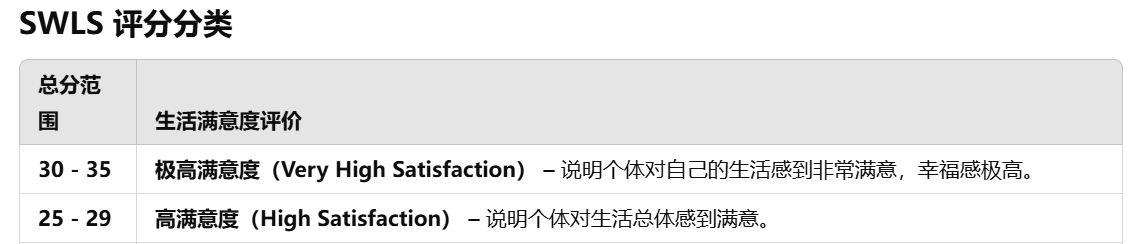 SWLS 评分分类
总分范
围
生活满意度评价
30 - 35
极高满意度（Very High Satisfaction） – 说明个体对自己的生活感到非常满意，幸福感极高。
25 - 29
高满意度（High Satisfaction） – 说明个体对生活总体感到满意。